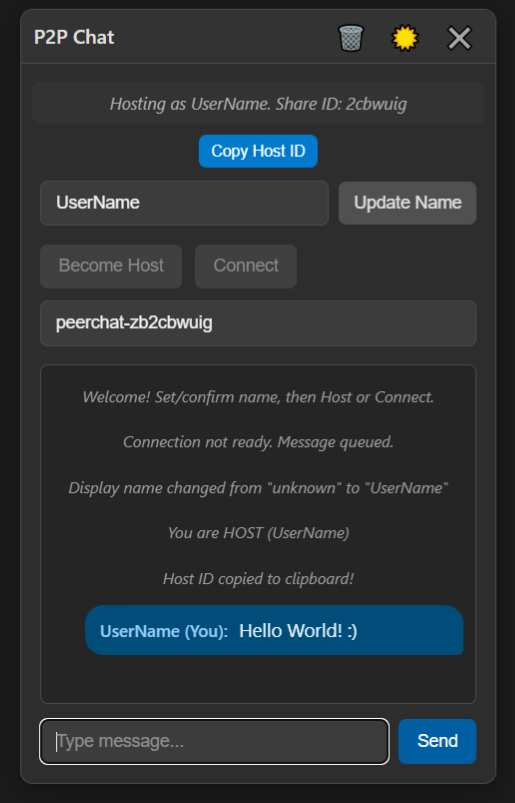 P2P Chat
Hosting as UserName. Share ID: 2cbwuig
Copy Host ID
UserName
Update Name
Become Host
Connect
peerchat-zb2cbwuig
Welcome! Set/confirm name, then Host or Connect.
Connection not ready. Message queued.
Display name changed from "unknown" to "UserName"
You are HOST (UserName)
Host ID copied to clipboard!
UserName (You): Hello World! :)
Type message...
Send